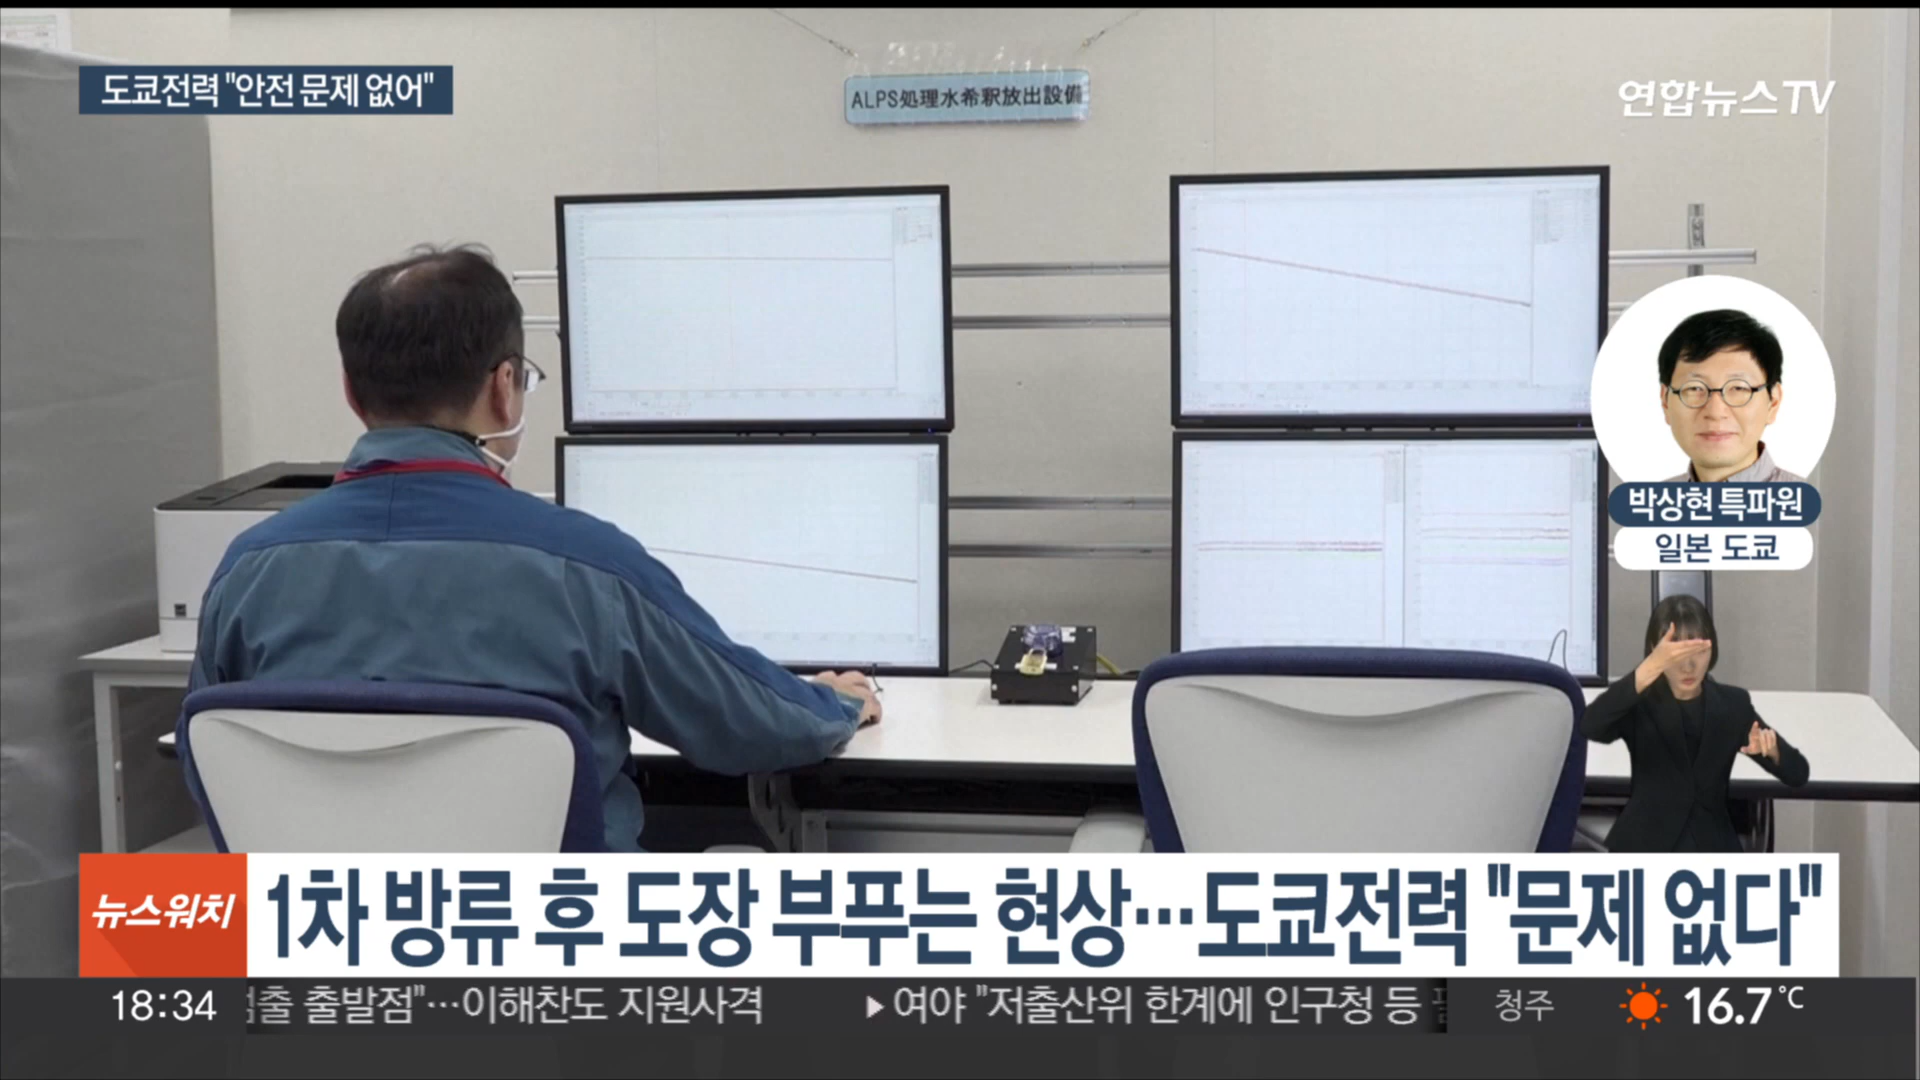 도쿄전력 "안전 문제 없어"
연합뉴스TV
ALPS処理水希釈放出設備
박상현 특파원
일본 도쿄
뉴스워치
1차 방류 후 도장 부푸는 현상…도쿄전력 "문제 없다"
18:34
출 출발점"…이해찬도 지원사격
▶여야 "저출산위 한계에 인구청 등
청주
16.7℃